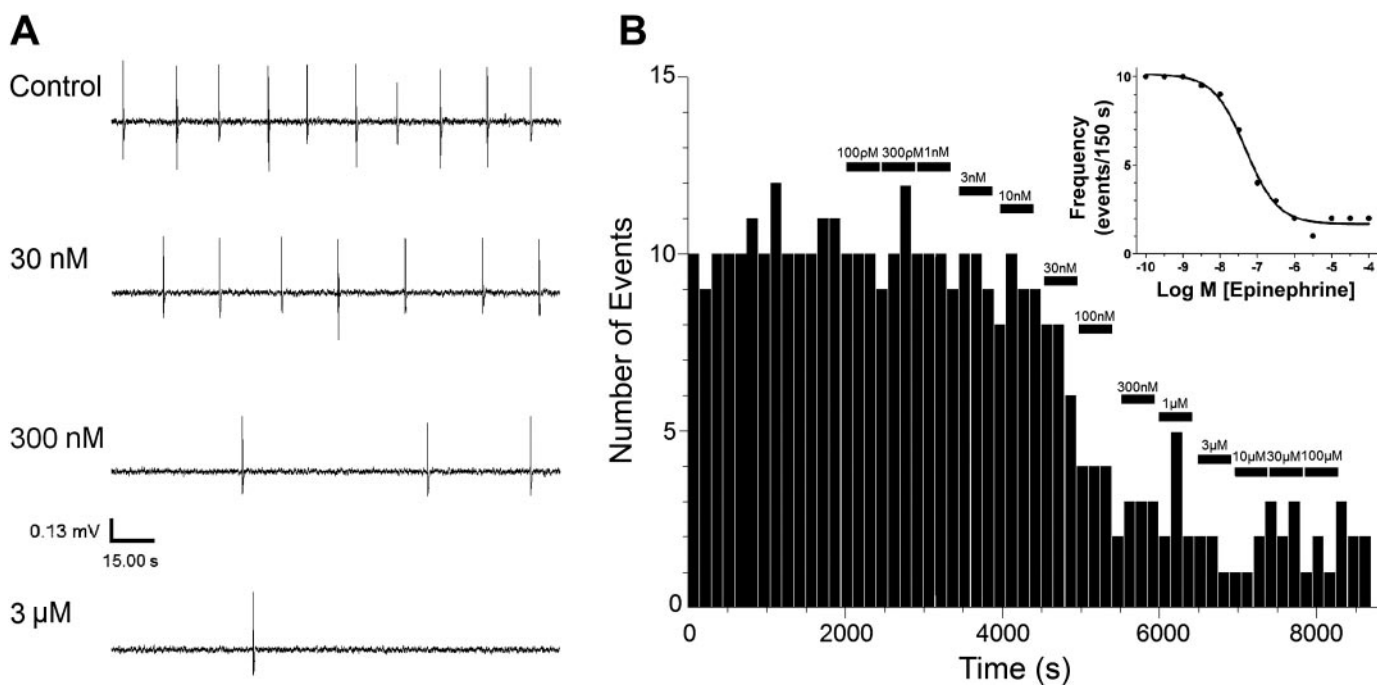 A
Control
30 nM
300 nM
0.13 mV
15.00 s
3 µM
B
Number of Events
15
10
5
0
100pM 300pM 1nM
3nM
10nM
30nM
100nM
300nM
1µM
3µM
10µM 30µM 100µM
0 2000 4000 6000 8000
Time (s)
Frequency
(events/150 s)
10
5
0
-10 -9 -8 -7 -6 -5 -4
Log M [Epinephrine]